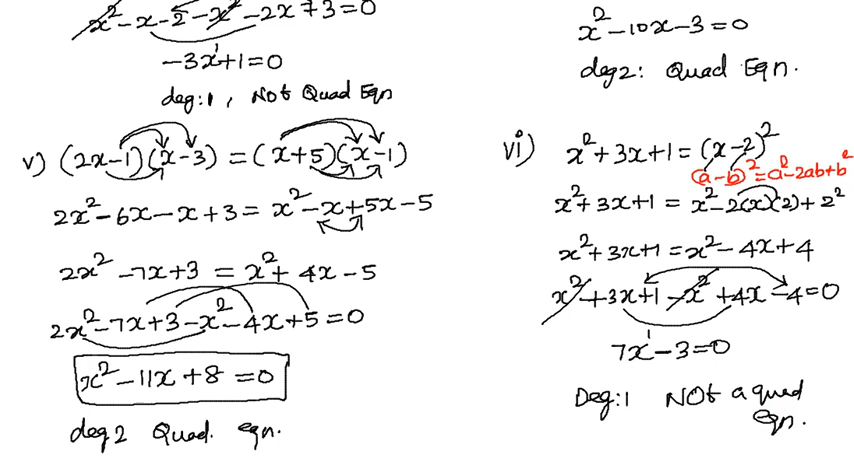 x² - x - 2 - x² - 2x + 3 = 0
-3x¹ + 1 = 0
deg: 1, Not Quad Eqn
v) (2x-1)(x-3) = (x+5)(x-1)
2x² - 6x - x + 3 = x² - x + 5x - 5
2x² - 7x + 3 = x² + 4x - 5
2x² - 7x + 3 - x² - 4x + 5 = 0
x² - 11x + 8 = 0
deg 2 Quad. eqn.
x² - 10x - 3 = 0
deg 2: Quad Eqn.
vi) x² + 3x + 1 = (x-2)²
(a-b)² = a² - 2ab + b²
x² + 3x + 1 = x² - 2(x)(2) + 2²
x² + 3x + 1 = x² - 4x + 4
x² + 3x + 1 - x² + 4x - 4 = 0
7x¹ - 3 = 0
Deg: 1 NOT a quad
eqn.